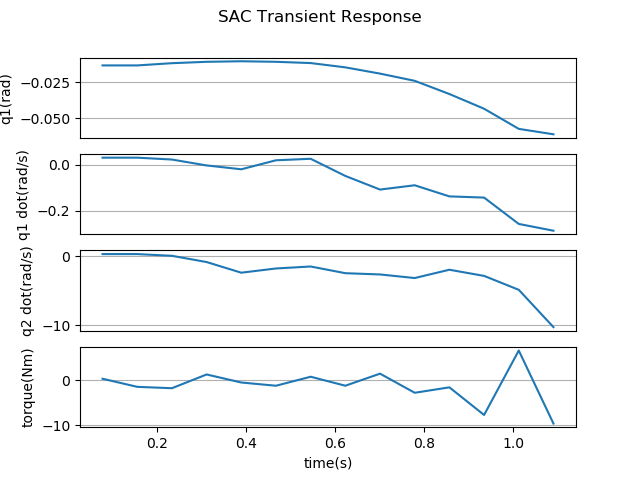 SAC Transient Response
q1(rad)
−0.025
−0.050
q1 dot(rad/s)
0.0
−0.2
q2 dot(rad/s)
0
−10
torque(Nm)
0
−10
0.2 0.4 0.6 0.8 1.0
time(s)